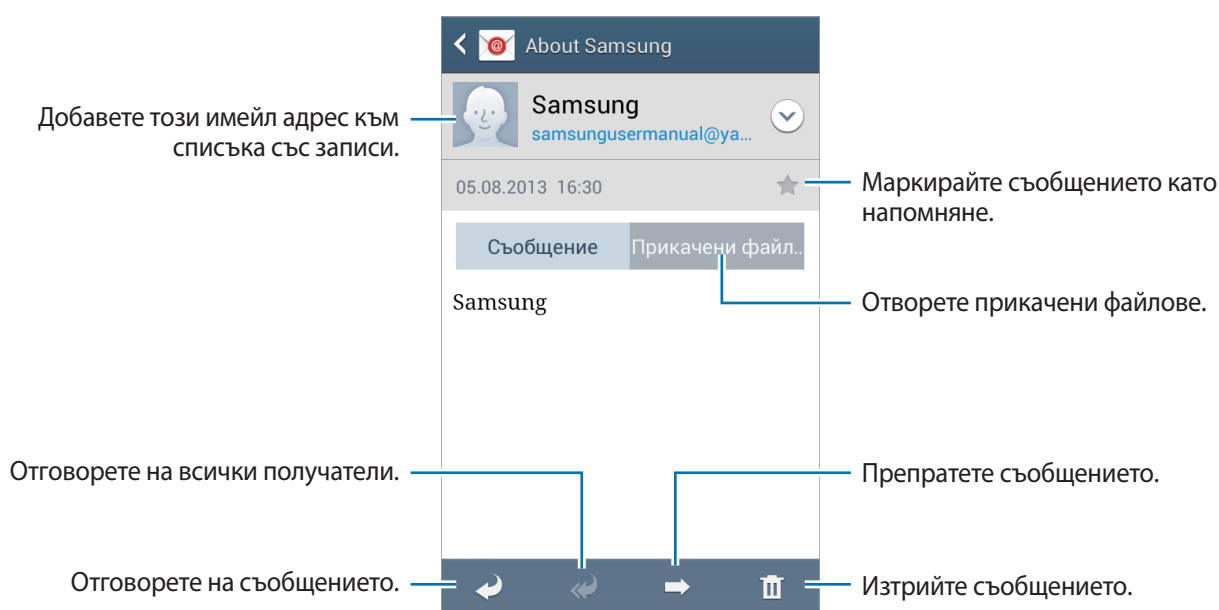 About Samsung
Добавете този имейл адрес към
списъка със записи.
Samsung
samsungusermanual@ya...
05.08.2013 16:30
Маркирайте съобщението като
напомняне.
Съобщение
Прикачени файл..
Samsung
Отворете прикачени файлове.
Отговорете на всички получатели.
Препратете съобщението.
Отговорете на съобщението.
Изтрийте съобщението.